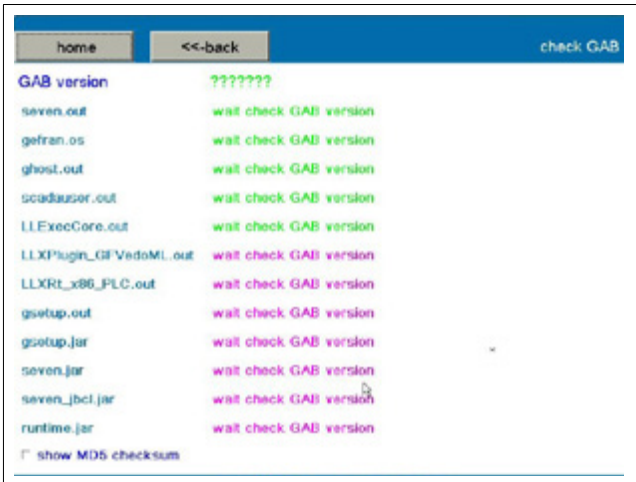 home <<-back check GAB
GAB version ???????
seven.out wait check GAB version
gefran.os wait check GAB version
ghost.out wait check GAB version
scadausor.out wait check GAB version
LLExecCore.out wait check GAB version
LLXPlugin_GFVedoML.out wait check GAB version
LLXRt_x86_PLC.out wait check GAB version
gsetup.out wait check GAB version
gsetup.jar wait check GAB version
seven.jar wait check GAB version
seven_jbcl.jar wait check GAB version
runtime.jar wait check GAB version
show MD5 checksum